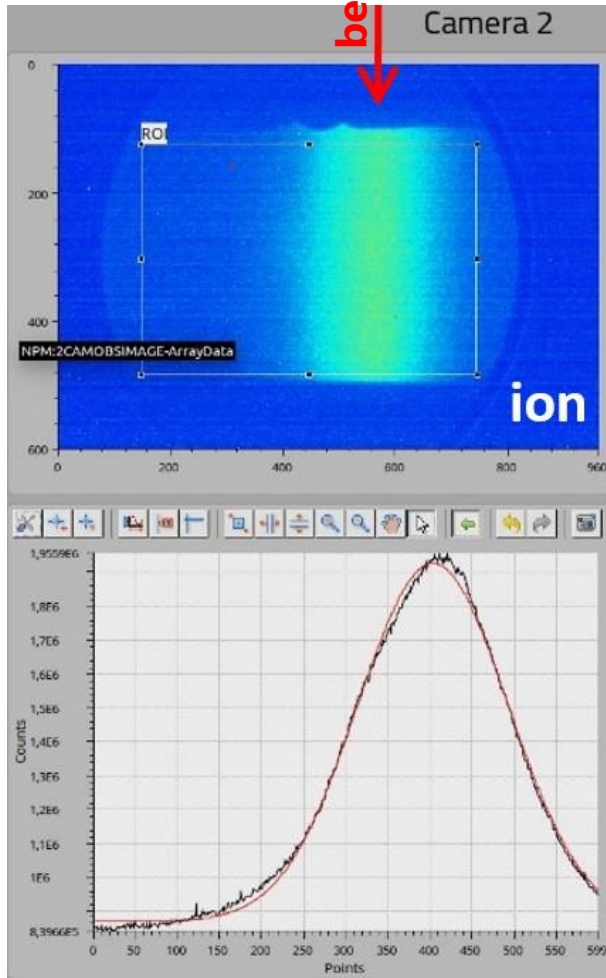 be
Camera 2
0
ROI
200
400
NPM:2CAMOBSIMAGE-ArrayData
ion
600
0 200 400 600 800 960
1,9559E6
1,8E6
1,7E6
1,6E6
1,5E6
Counts
1,4E6
1,3E6
1,2E6
1,1E6
1E6
8,3966E5
0 50 100 150 200 250 300 350 400 450 500 550 599
Points